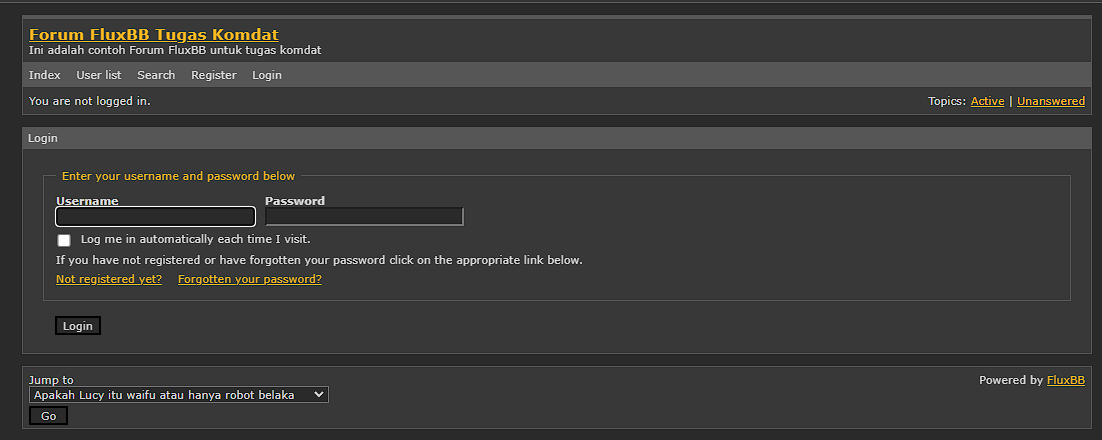 Forum FluxBB Tugas Komdat
Ini adalah contoh Forum FluxBB untuk tugas komdat
Index User list Search Register Login
You are not logged in. Topics: Active | Unanswered
Login
Enter your username and password below
Username Password
Log me in automatically each time I visit.
If you have not registered or have forgotten your password click on the appropriate link below.
Not registered yet? Forgotten your password?
Login
Jump to Powered by FluxBB
Apakah Lucy itu waifu atau hanya robot belaka
Go